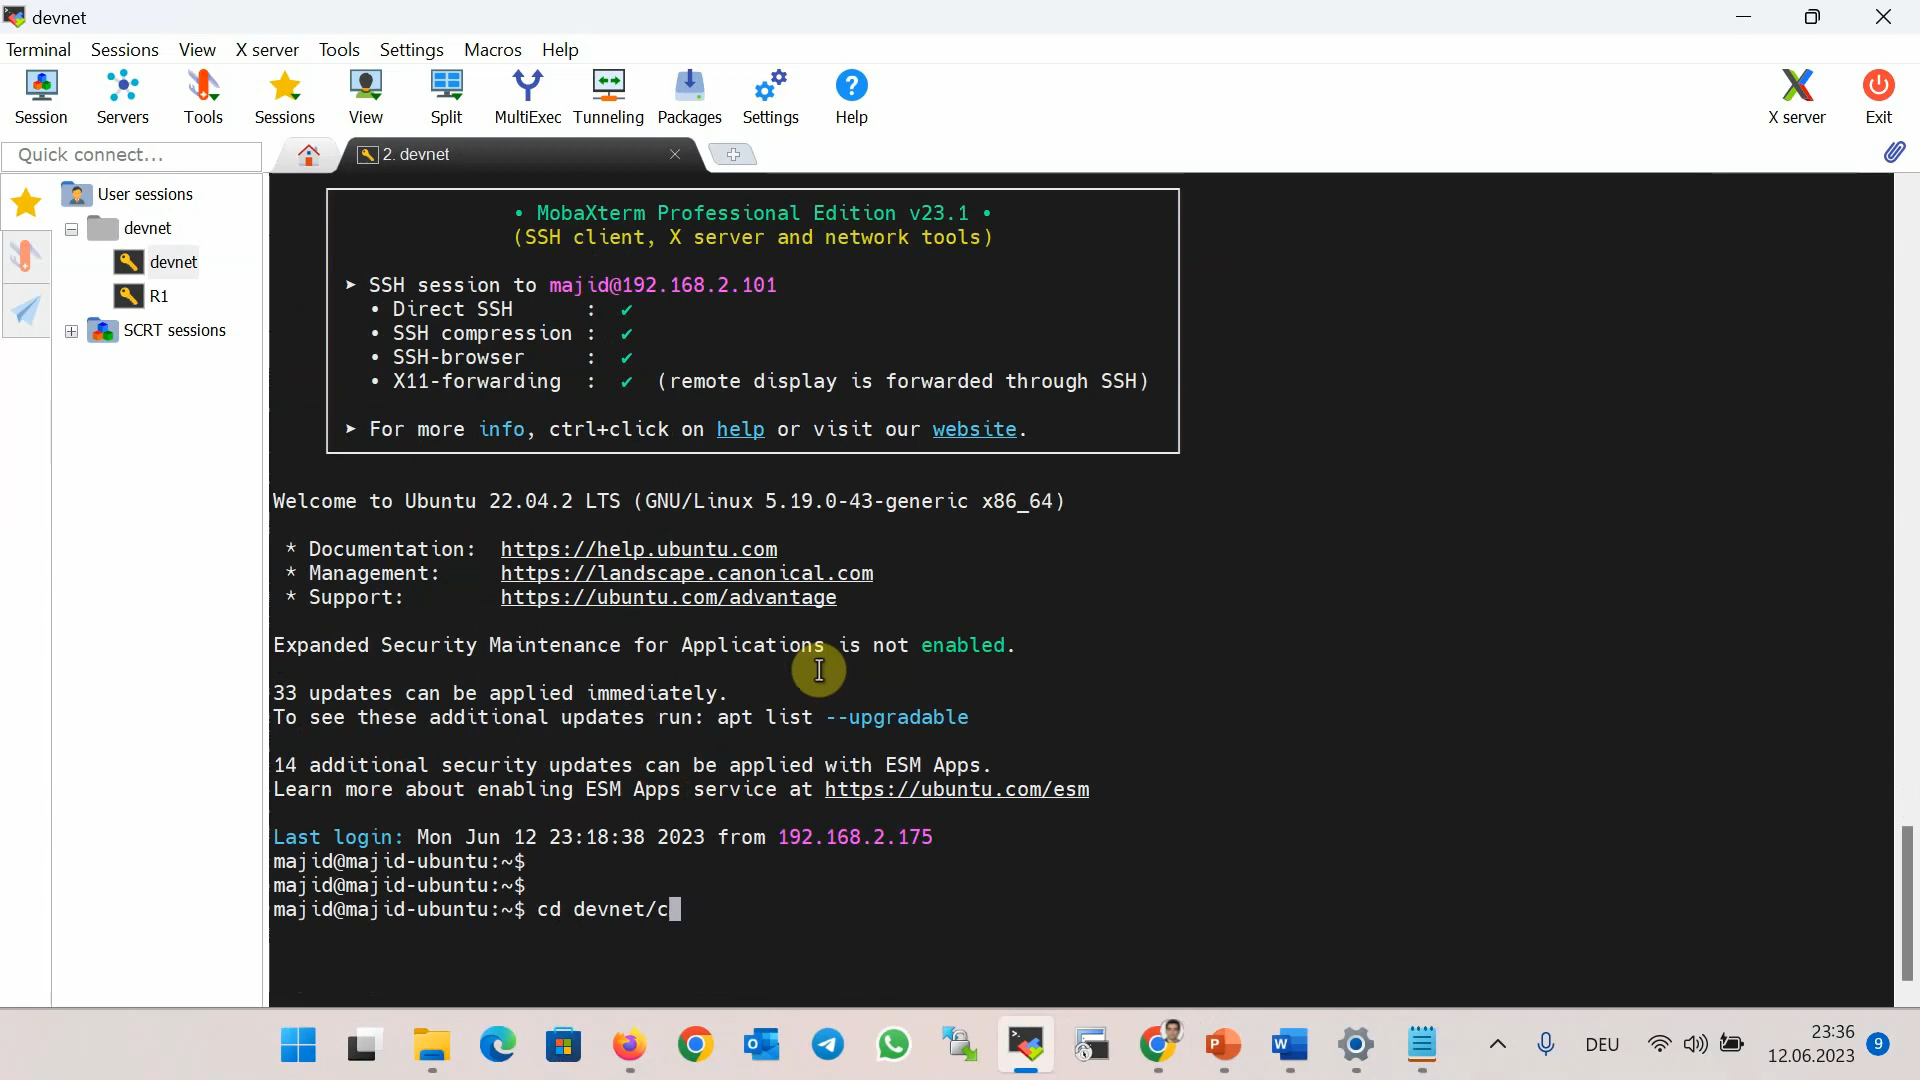 devnet
Terminal Sessions View X server Tools Settings Macros Help
Session Servers Tools Sessions View Split MultiExec Tunneling Packages Settings Help X server Exit
Quick connect...
2. devnet
User sessions
devnet
devnet
R1
SCRT sessions
• MobaXterm Professional Edition v23.1 •
(SSH client, X server and network tools)
➤ SSH session to majid@192.168.2.101
• Direct SSH : ✔
• SSH compression : ✔
• SSH-browser : ✔
• X11-forwarding : ✔ (remote display is forwarded through SSH)
➤ For more info, ctrl+click on help or visit our website.
Welcome to Ubuntu 22.04.2 LTS (GNU/Linux 5.19.0-43-generic x86_64)
* Documentation: https://help.ubuntu.com
* Management: https://landscape.canonical.com
* Support: https://ubuntu.com/advantage
Expanded Security Maintenance for Applications is not enabled.
33 updates can be applied immediately.
To see these additional updates run: apt list --upgradable
14 additional security updates can be applied with ESM Apps.
Learn more about enabling ESM Apps service at https://ubuntu.com/esm
Last login: Mon Jun 12 23:18:38 2023 from 192.168.2.175
majid@majid-ubuntu:~$
majid@majid-ubuntu:~$
majid@majid-ubuntu:~$ cd devnet/c
DEU
23:36
12.06.2023
9